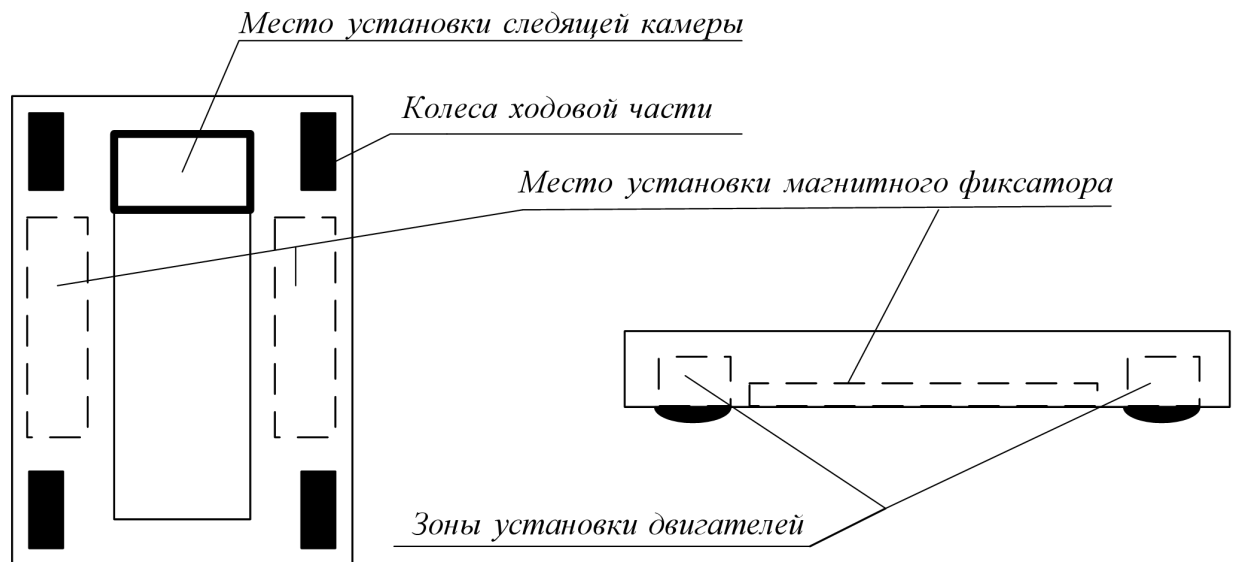 Место установки следящей камеры
Колеса ходовой части
Место установки магнитного фиксатора
Зоны установки двигателей